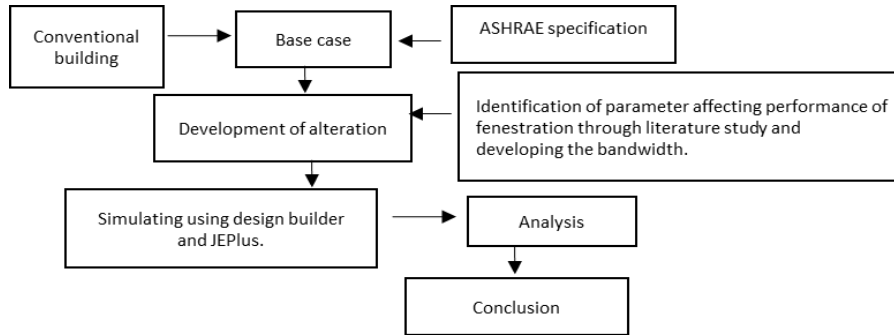 Conventional
building
Base case
ASHRAE specification
Development of alteration
Identification of parameter affecting performance of
fenestration through literature study and
developing the bandwidth.
Simulating using design builder
and JEPlus.
Analysis
Conclusion